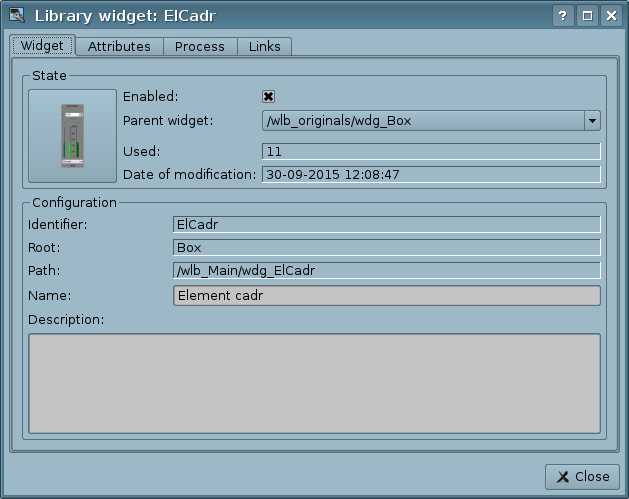 Library widget: ElCadr
?
Widget Attributes Process Links
State
Enabled:
Parent widget: /wlb_originals/wdg_Box
Used: 11
Date of modification: 30-09-2015 12:08:47
Configuration
Identifier: ElCadr
Root: Box
Path: /wlb_Main/wdg_ElCadr
Name: Element cadr
Description:
Close